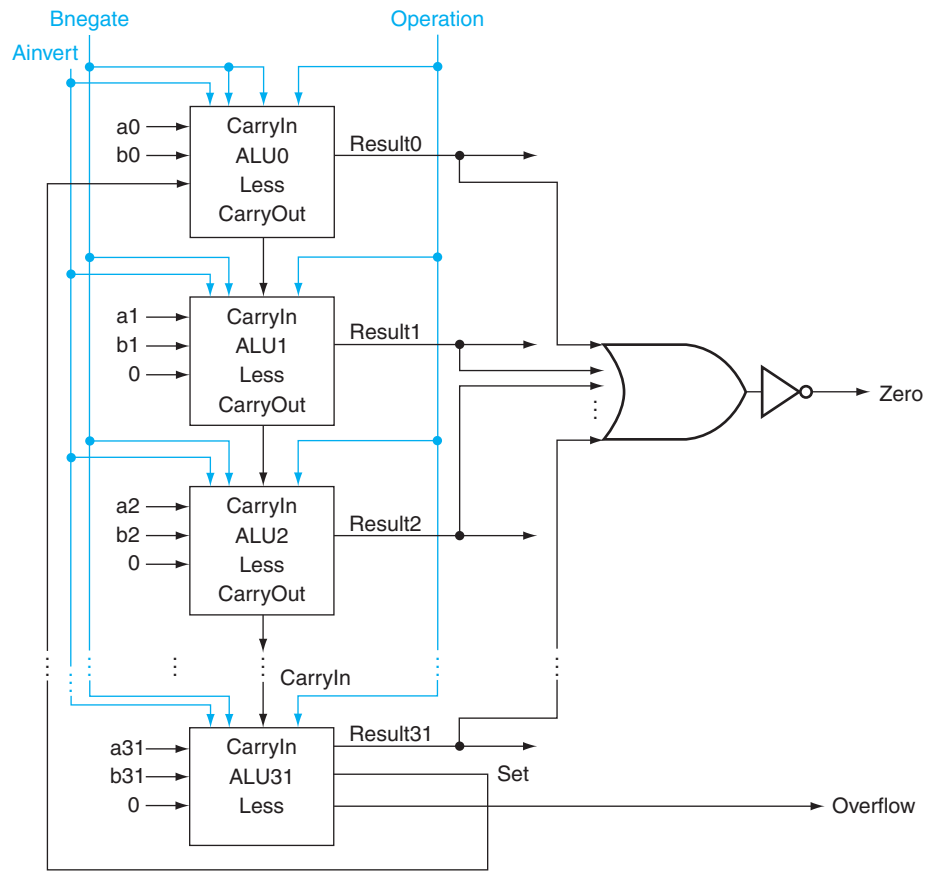 Bnegate
Operation
Ainvert
a0
CarryIn
b0
ALU0
Result0
Less
CarryOut
a1
CarryIn
b1
ALU1
Result1
0
Less
CarryOut
Zero
a2
CarryIn
b2
ALU2
Result2
0
Less
CarryOut
CarryIn
a31
CarryIn
Result31
b31
ALU31
Set
0
Less
Overflow